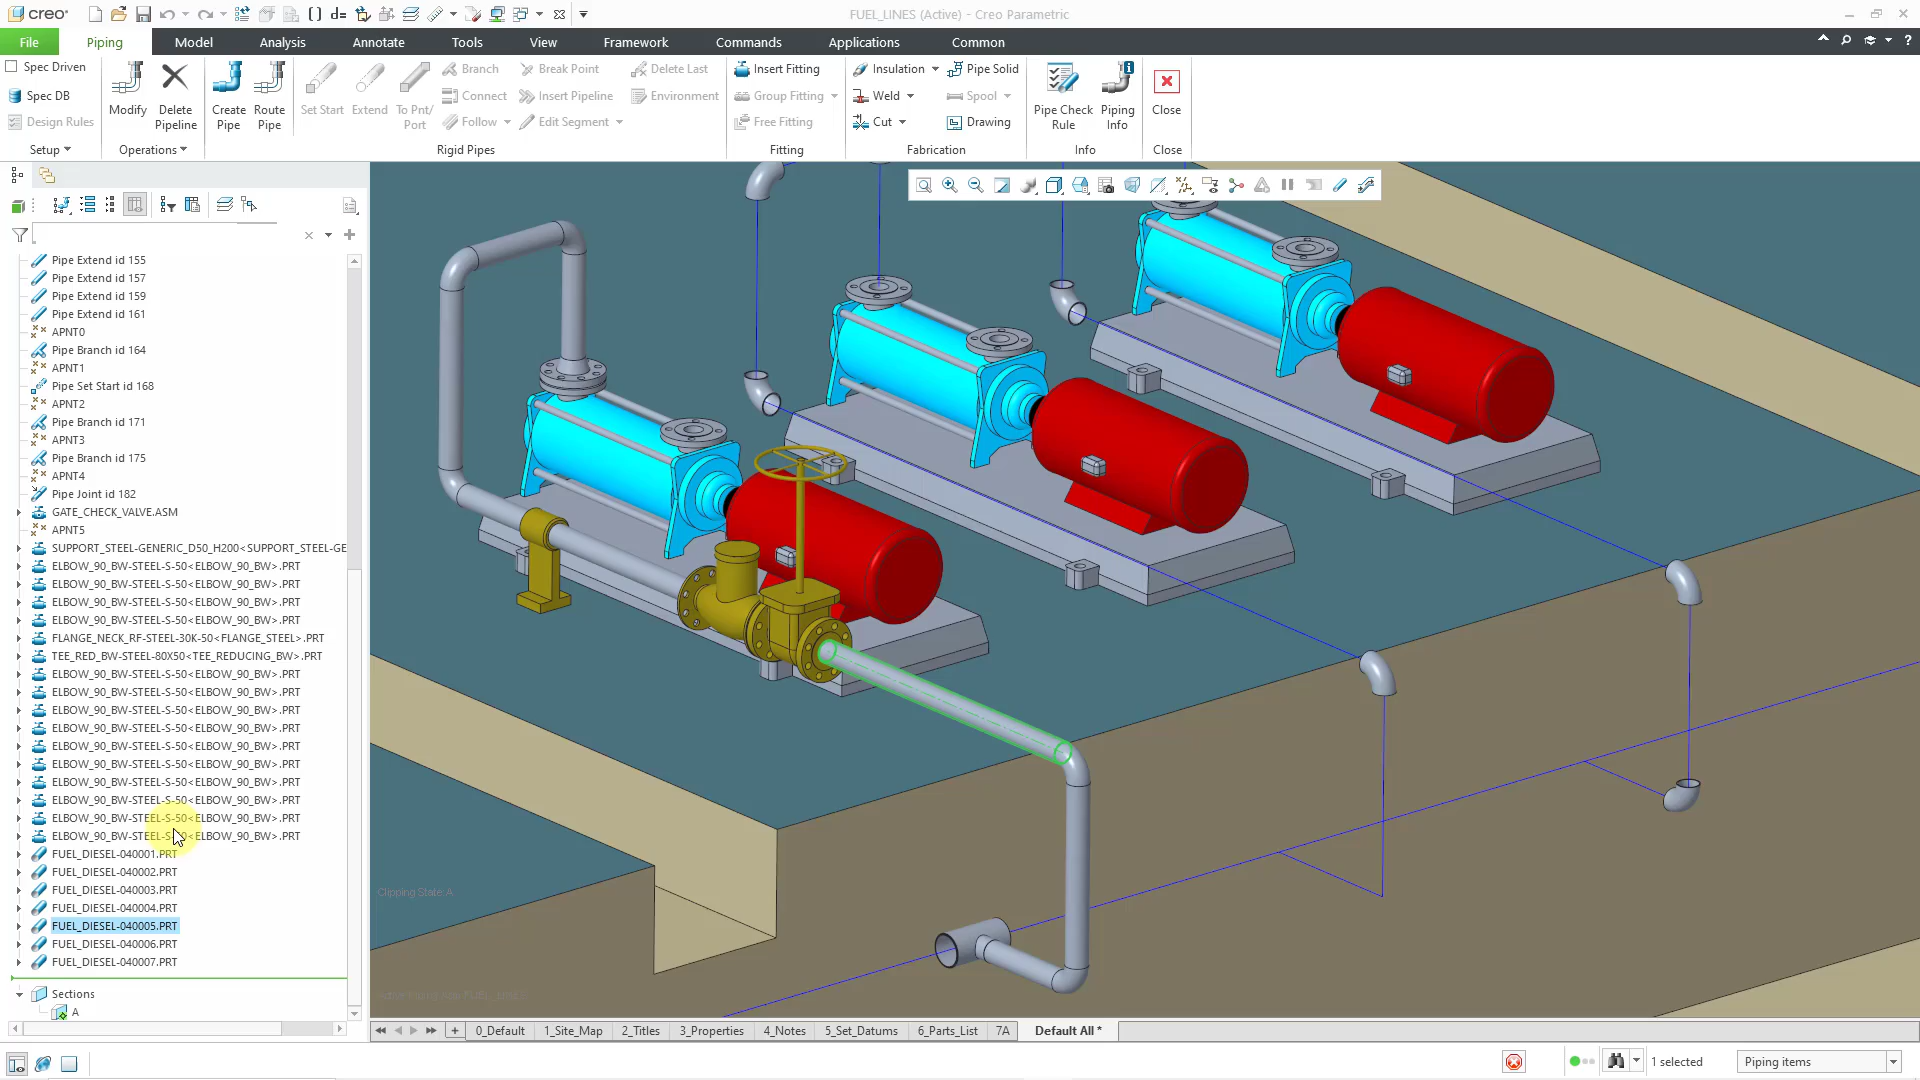 creo
FUEL_LINES (Active) - Creo Parametric
File
Piping
Model
Analysis
Annotate
Tools
View
Framework
Commands
Applications
Common
Spec Driven
Spec DB
Design Rules
Setup
Modify
Delete Pipeline
Operations
Create Pipe
Route Pipe
Set Start
Extend
To Pnt/ Port
Branch
Connect
Follow
Break Point
Insert Pipeline
Edit Segment
Delete Last
Environment
Rigid Pipes
Insert Fitting
Group Fitting
Free Fitting
Fitting
Insulation
Weld
Cut
Pipe Solid
Spool
Drawing
Fabrication
Pipe Check Rule
Piping Info
Info
Close
Close
Pipe Extend id 155
Pipe Extend id 157
Pipe Extend id 159
Pipe Extend id 161
APNT0
Pipe Branch id 164
APNT1
Pipe Set Start id 168
APNT2
Pipe Branch id 171
APNT3
Pipe Branch id 175
APNT4
Pipe Joint id 182
GATE_CHECK_VALVE.ASM
APNT5
SUPPORT_STEEL-GENERIC_D50_H200<SUPPORT_STEEL-GE
ELBOW_90_BW-STEEL-S-50<ELBOW_90_BW>.PRT
ELBOW_90_BW-STEEL-S-50<ELBOW_90_BW>.PRT
ELBOW_90_BW-STEEL-S-50<ELBOW_90_BW>.PRT
ELBOW_90_BW-STEEL-S-50<ELBOW_90_BW>.PRT
FLANGE_NECK_RF-STEEL-30K-50<FLANGE_STEEL>.PRT
TEE_RED_BW-STEEL-80X50<TEE_REDUCING_BW>.PRT
ELBOW_90_BW-STEEL-S-50<ELBOW_90_BW>.PRT
ELBOW_90_BW-STEEL-S-50<ELBOW_90_BW>.PRT
ELBOW_90_BW-STEEL-S-50<ELBOW_90_BW>.PRT
ELBOW_90_BW-STEEL-S-50<ELBOW_90_BW>.PRT
ELBOW_90_BW-STEEL-S-50<ELBOW_90_BW>.PRT
ELBOW_90_BW-STEEL-S-50<ELBOW_90_BW>.PRT
ELBOW_90_BW-STEEL-S-50<ELBOW_90_BW>.PRT
ELBOW_90_BW-STEEL-S-50<ELBOW_90_BW>.PRT
ELBOW_90_BW-STEEL-S-50<ELBOW_90_BW>.PRT
ELBOW_90_BW-STEEL-S-50<ELBOW_90_BW>.PRT
FUEL_DIESEL-040001.PRT
FUEL_DIESEL-040002.PRT
FUEL_DIESEL-040003.PRT
FUEL_DIESEL-040004.PRT
FUEL_DIESEL-040005.PRT
FUEL_DIESEL-040006.PRT
FUEL_DIESEL-040007.PRT
Sections
A
Clipping State: A
0_Default
1_Site_Map
2_Titles
3_Properties
4_Notes
5_Set_Datums
6_Parts_List
7A
Default All *
1 selected
Piping items